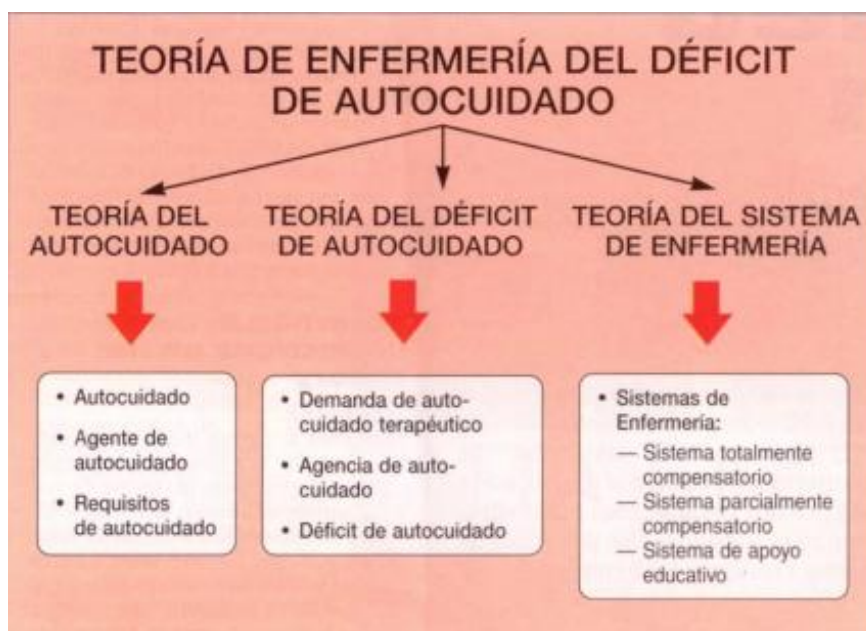 TEORÍA DE ENFERMERÍA DEL DÉFICIT
DE AUTOCUIDADO
TEORÍA DEL
AUTOCUIDADO
TEORÍA DEL DÉFICIT
DE AUTOCUIDADO
TEORÍA DEL SISTEMA
DE ENFERMERÍA
• Autocuidado
• Agente de
autocuidado
• Requisitos
de autocuidado
• Demanda de auto-
cuidado terapéutico
• Agencia de auto-
cuidado
• Déficit de autocuidado
• Sistemas de
Enfermería:
— Sistema totalmente
compensatorio
— Sistema parcialmente
compensatorio
— Sistema de apoyo
educativo